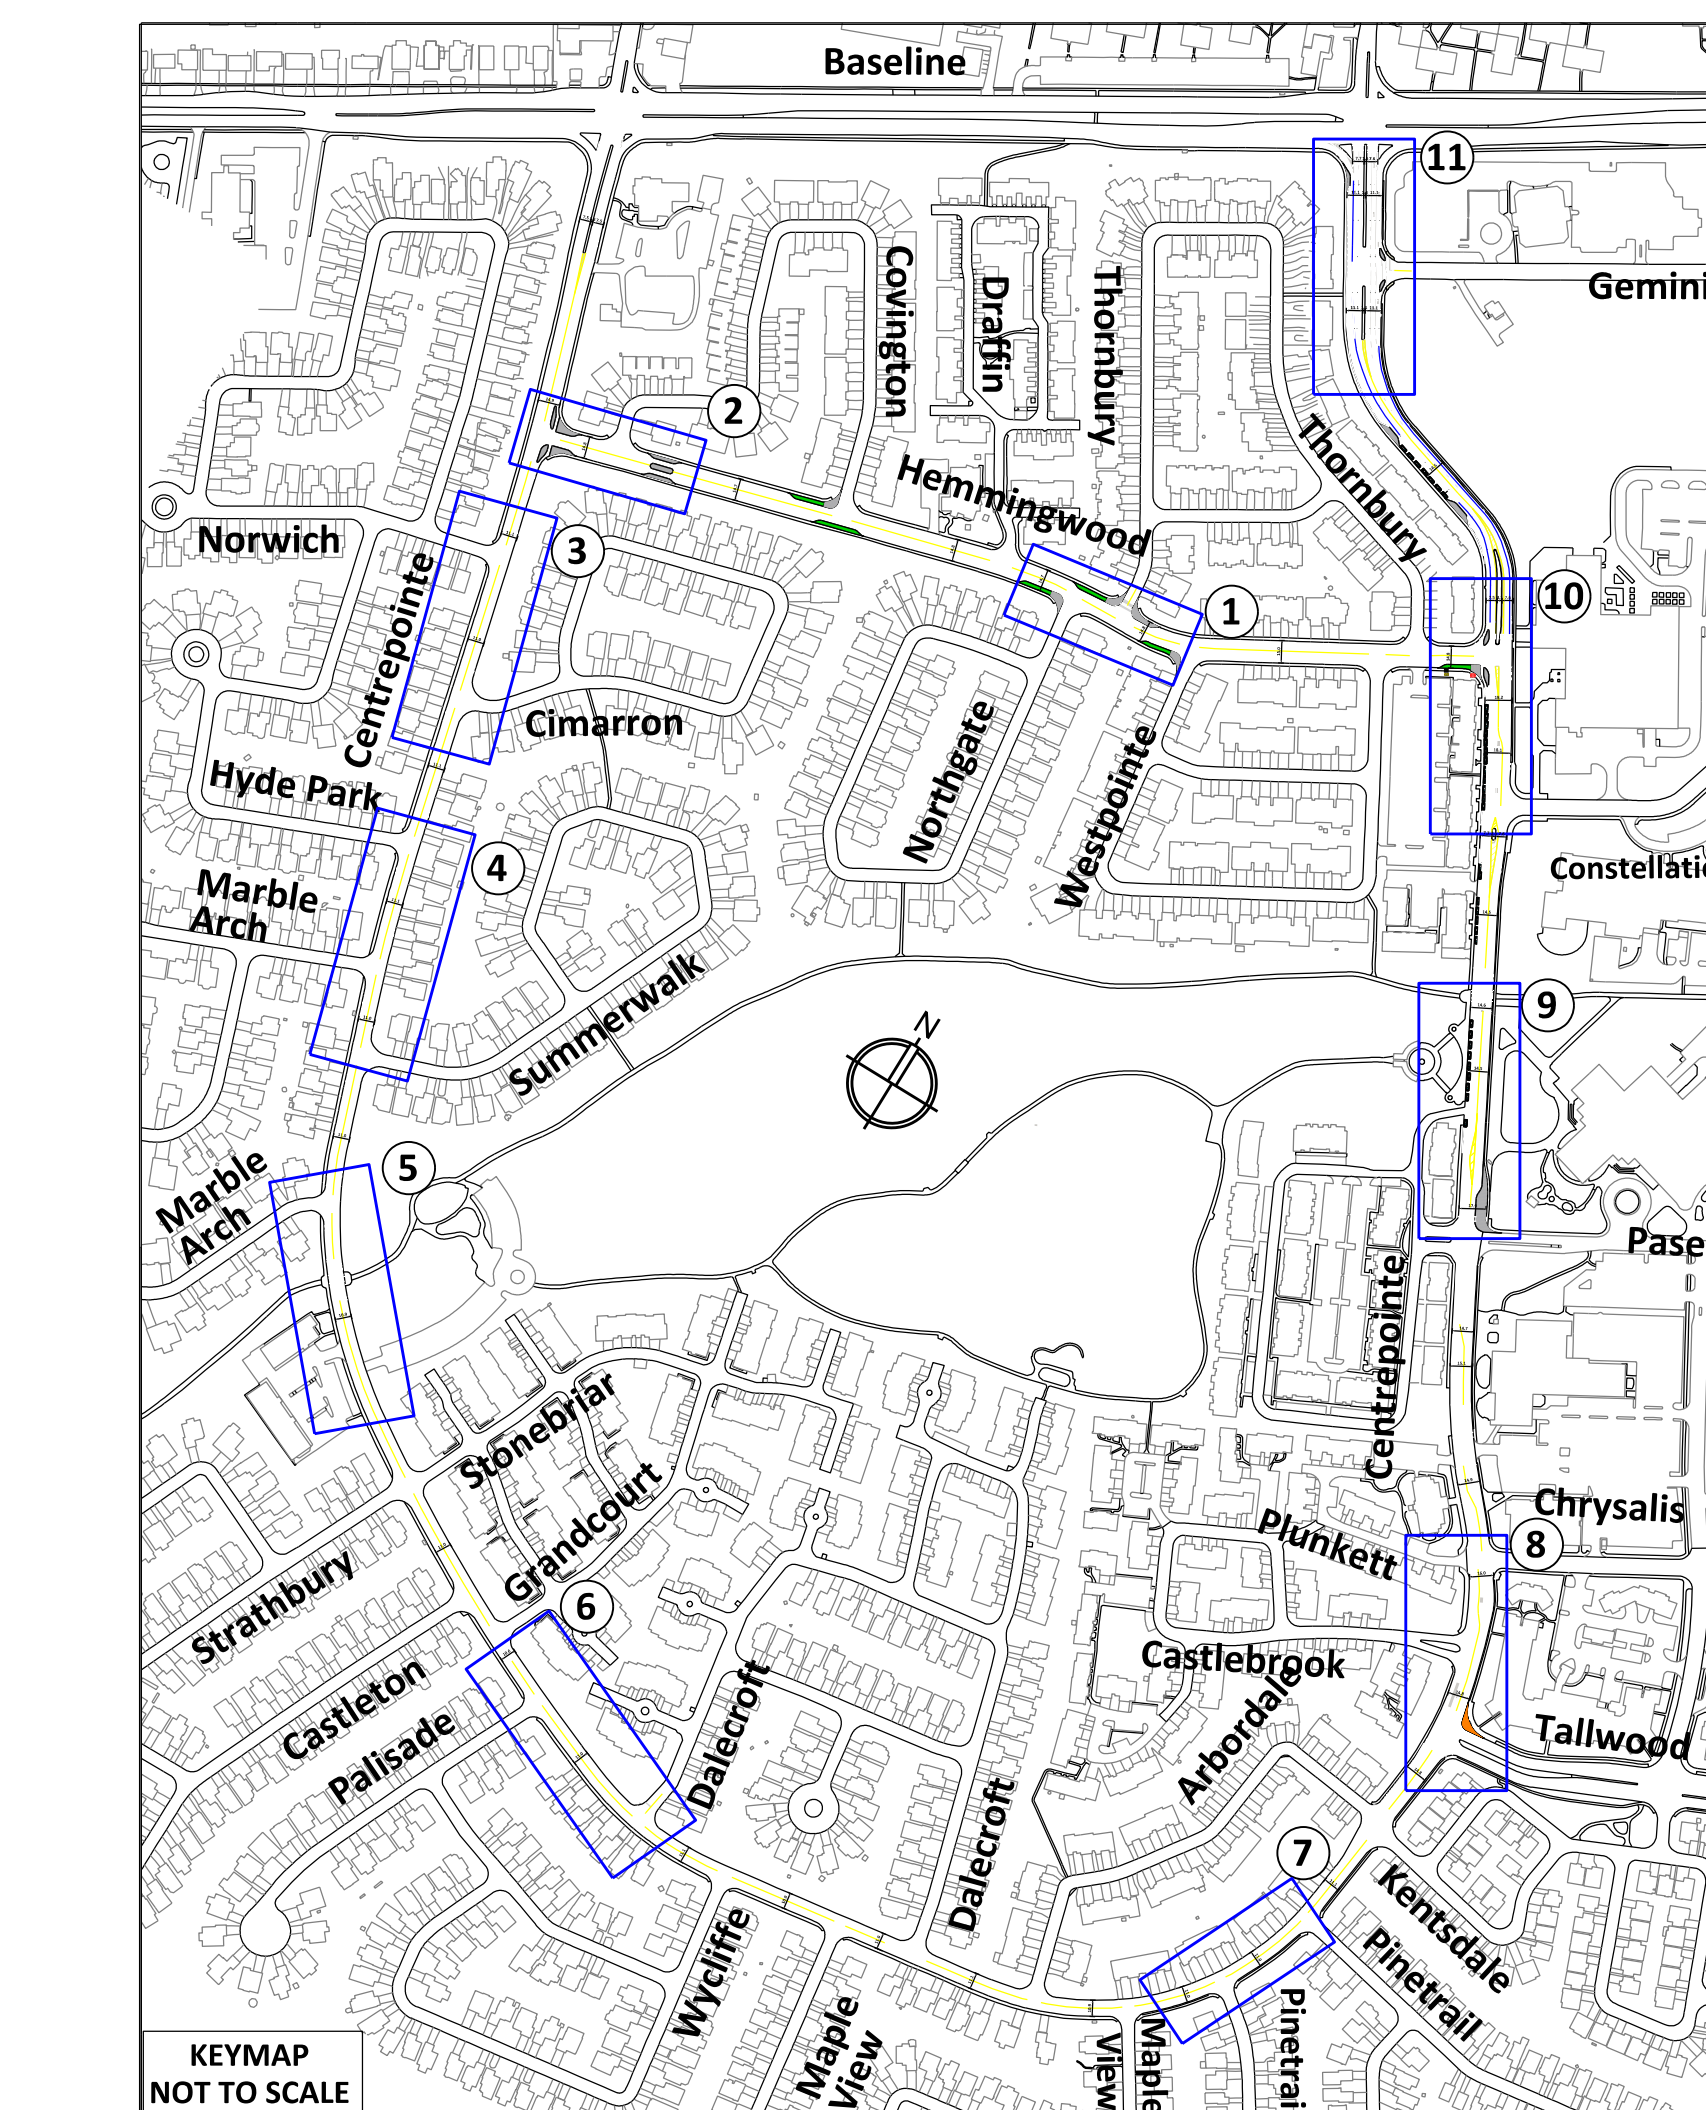 Baseline
11
Gemini
Covington
Draffin
Thornbury
2
Hemmingwood
Thornbury
Norwich
3
Centrepointe
1
10
Cimarron
Hyde Park
Northgate
Westpointe
4
Marble
Arch
Constellatio
Summerwalk
N
9
5
Marble
Arch
Pase
Centrepointe
Stonebriar
Grandcourt
Chrysalis
Plunkett
8
Strathbury
6
Castleton
Palisade
Dalecroft
Castlebrook
Arbordale
Tallwood
Dalecroft
7
Kentsdale
Pinetrail
Wycliffe
Maple
View
Maple
View
Pinetrai
KEYMAP
NOT TO SCALE